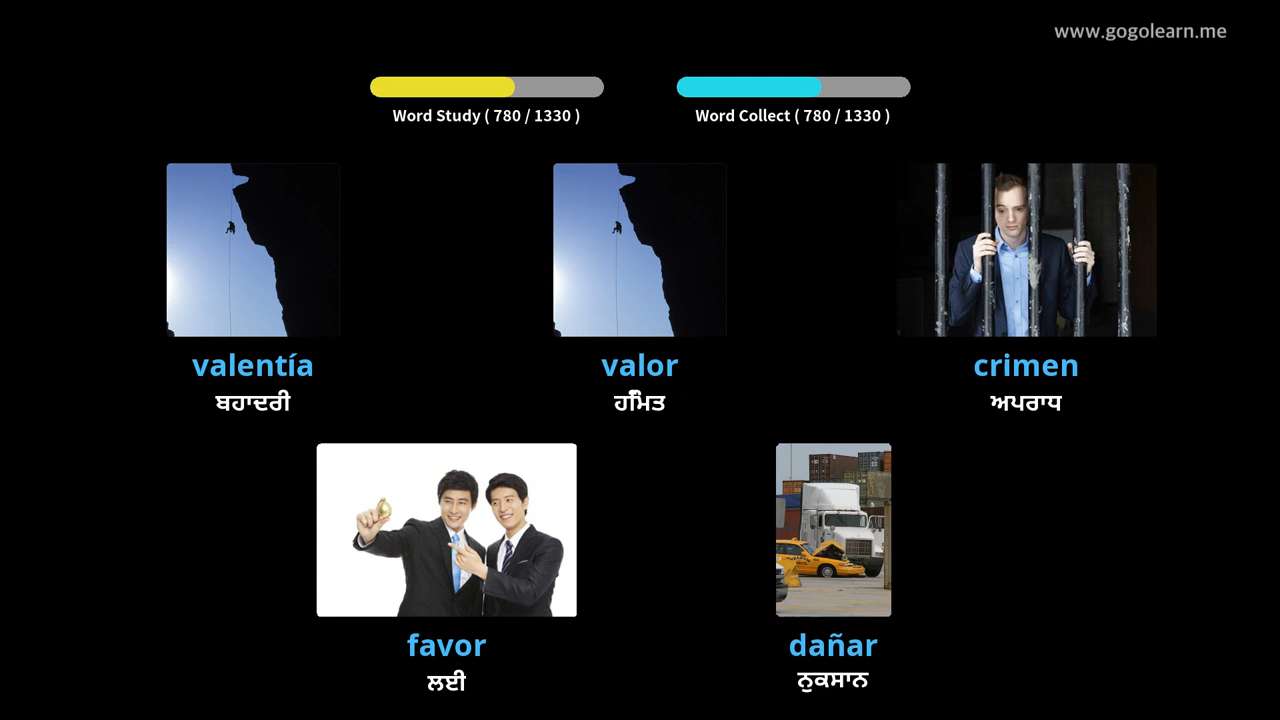 www.gogolearn.me
Word Study ( 780 / 1330 )
Word Collect ( 780 / 1330 )
valentía
ਬਹਾਦਰੀ
valor
ਹਿੰਮਤ
crimen
ਅਪਰਾਧ
favor
ਲਈ
dañar
ਨੁਕਸਾਨ